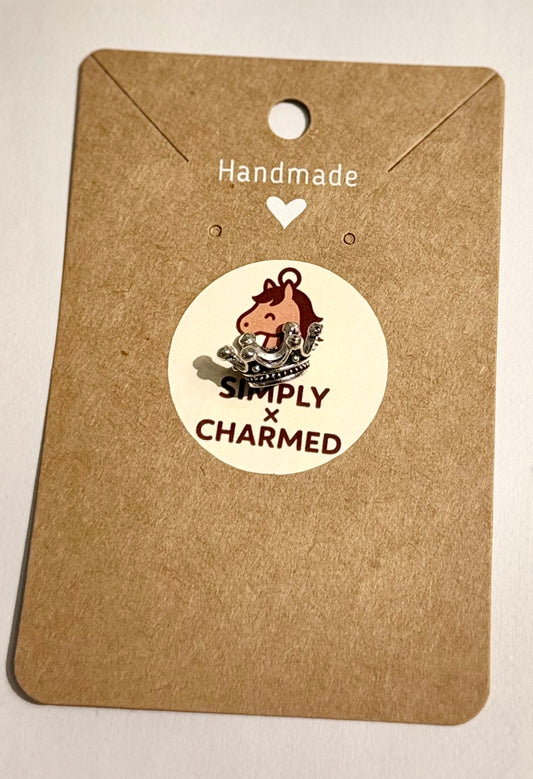 Handmade
SIMPLY
×
CHARMED